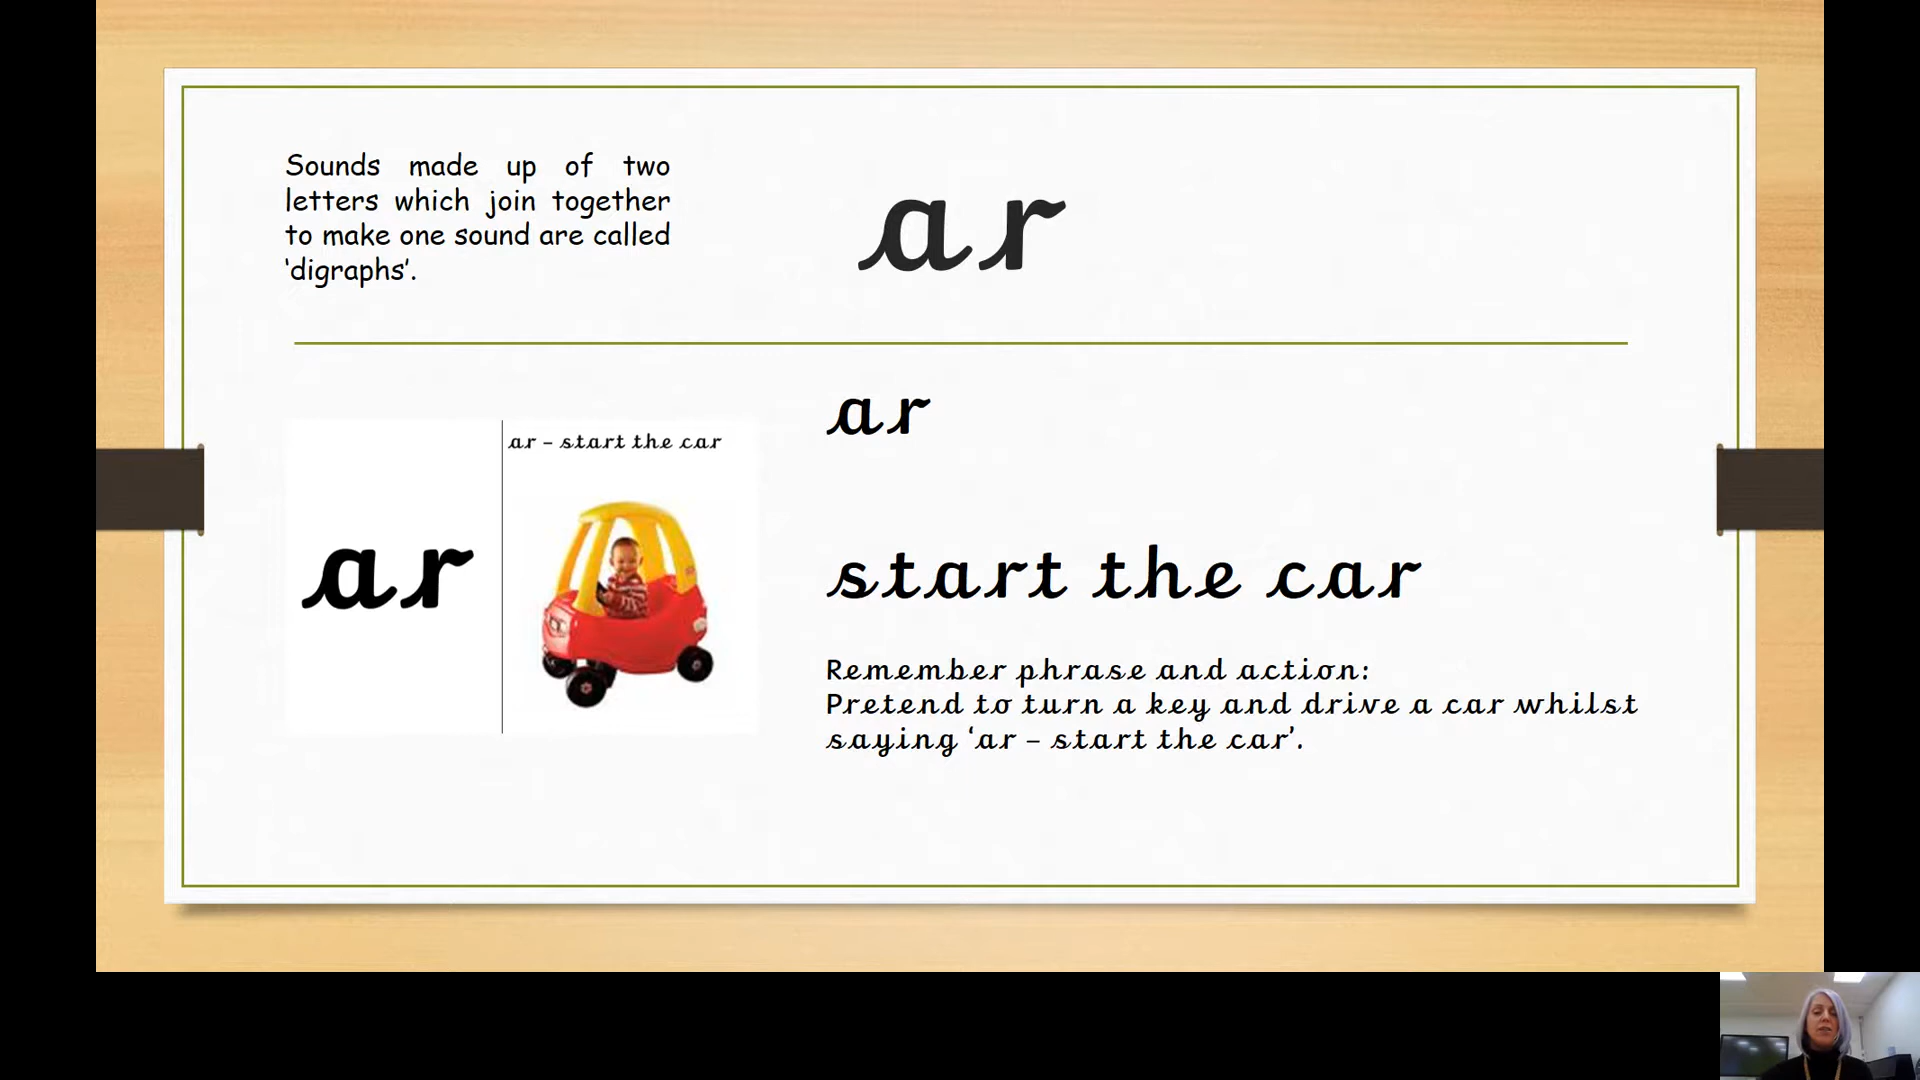 Sounds made up of two
letters which join together
to make one sound are called
‘digraphs’.
ar
ar – start the car
ar
ar
start the car
Remember phrase and action:
Pretend to turn a key and drive a car whilst
saying ‘ar – start the car’.